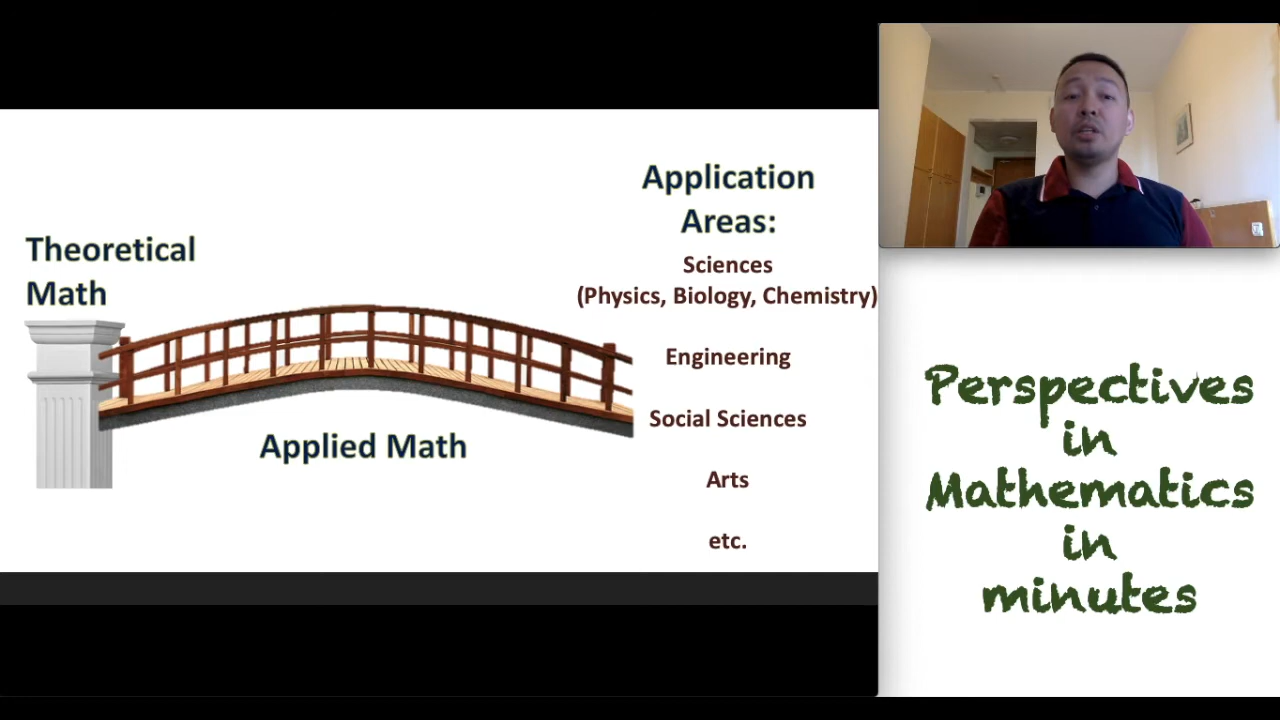 Theoretical
Math
Applied Math
Application
Areas:
Sciences
(Physics, Biology, Chemistry)
Engineering
Social Sciences
Arts
etc.
Perspectives
in
Mathematics
in
minutes